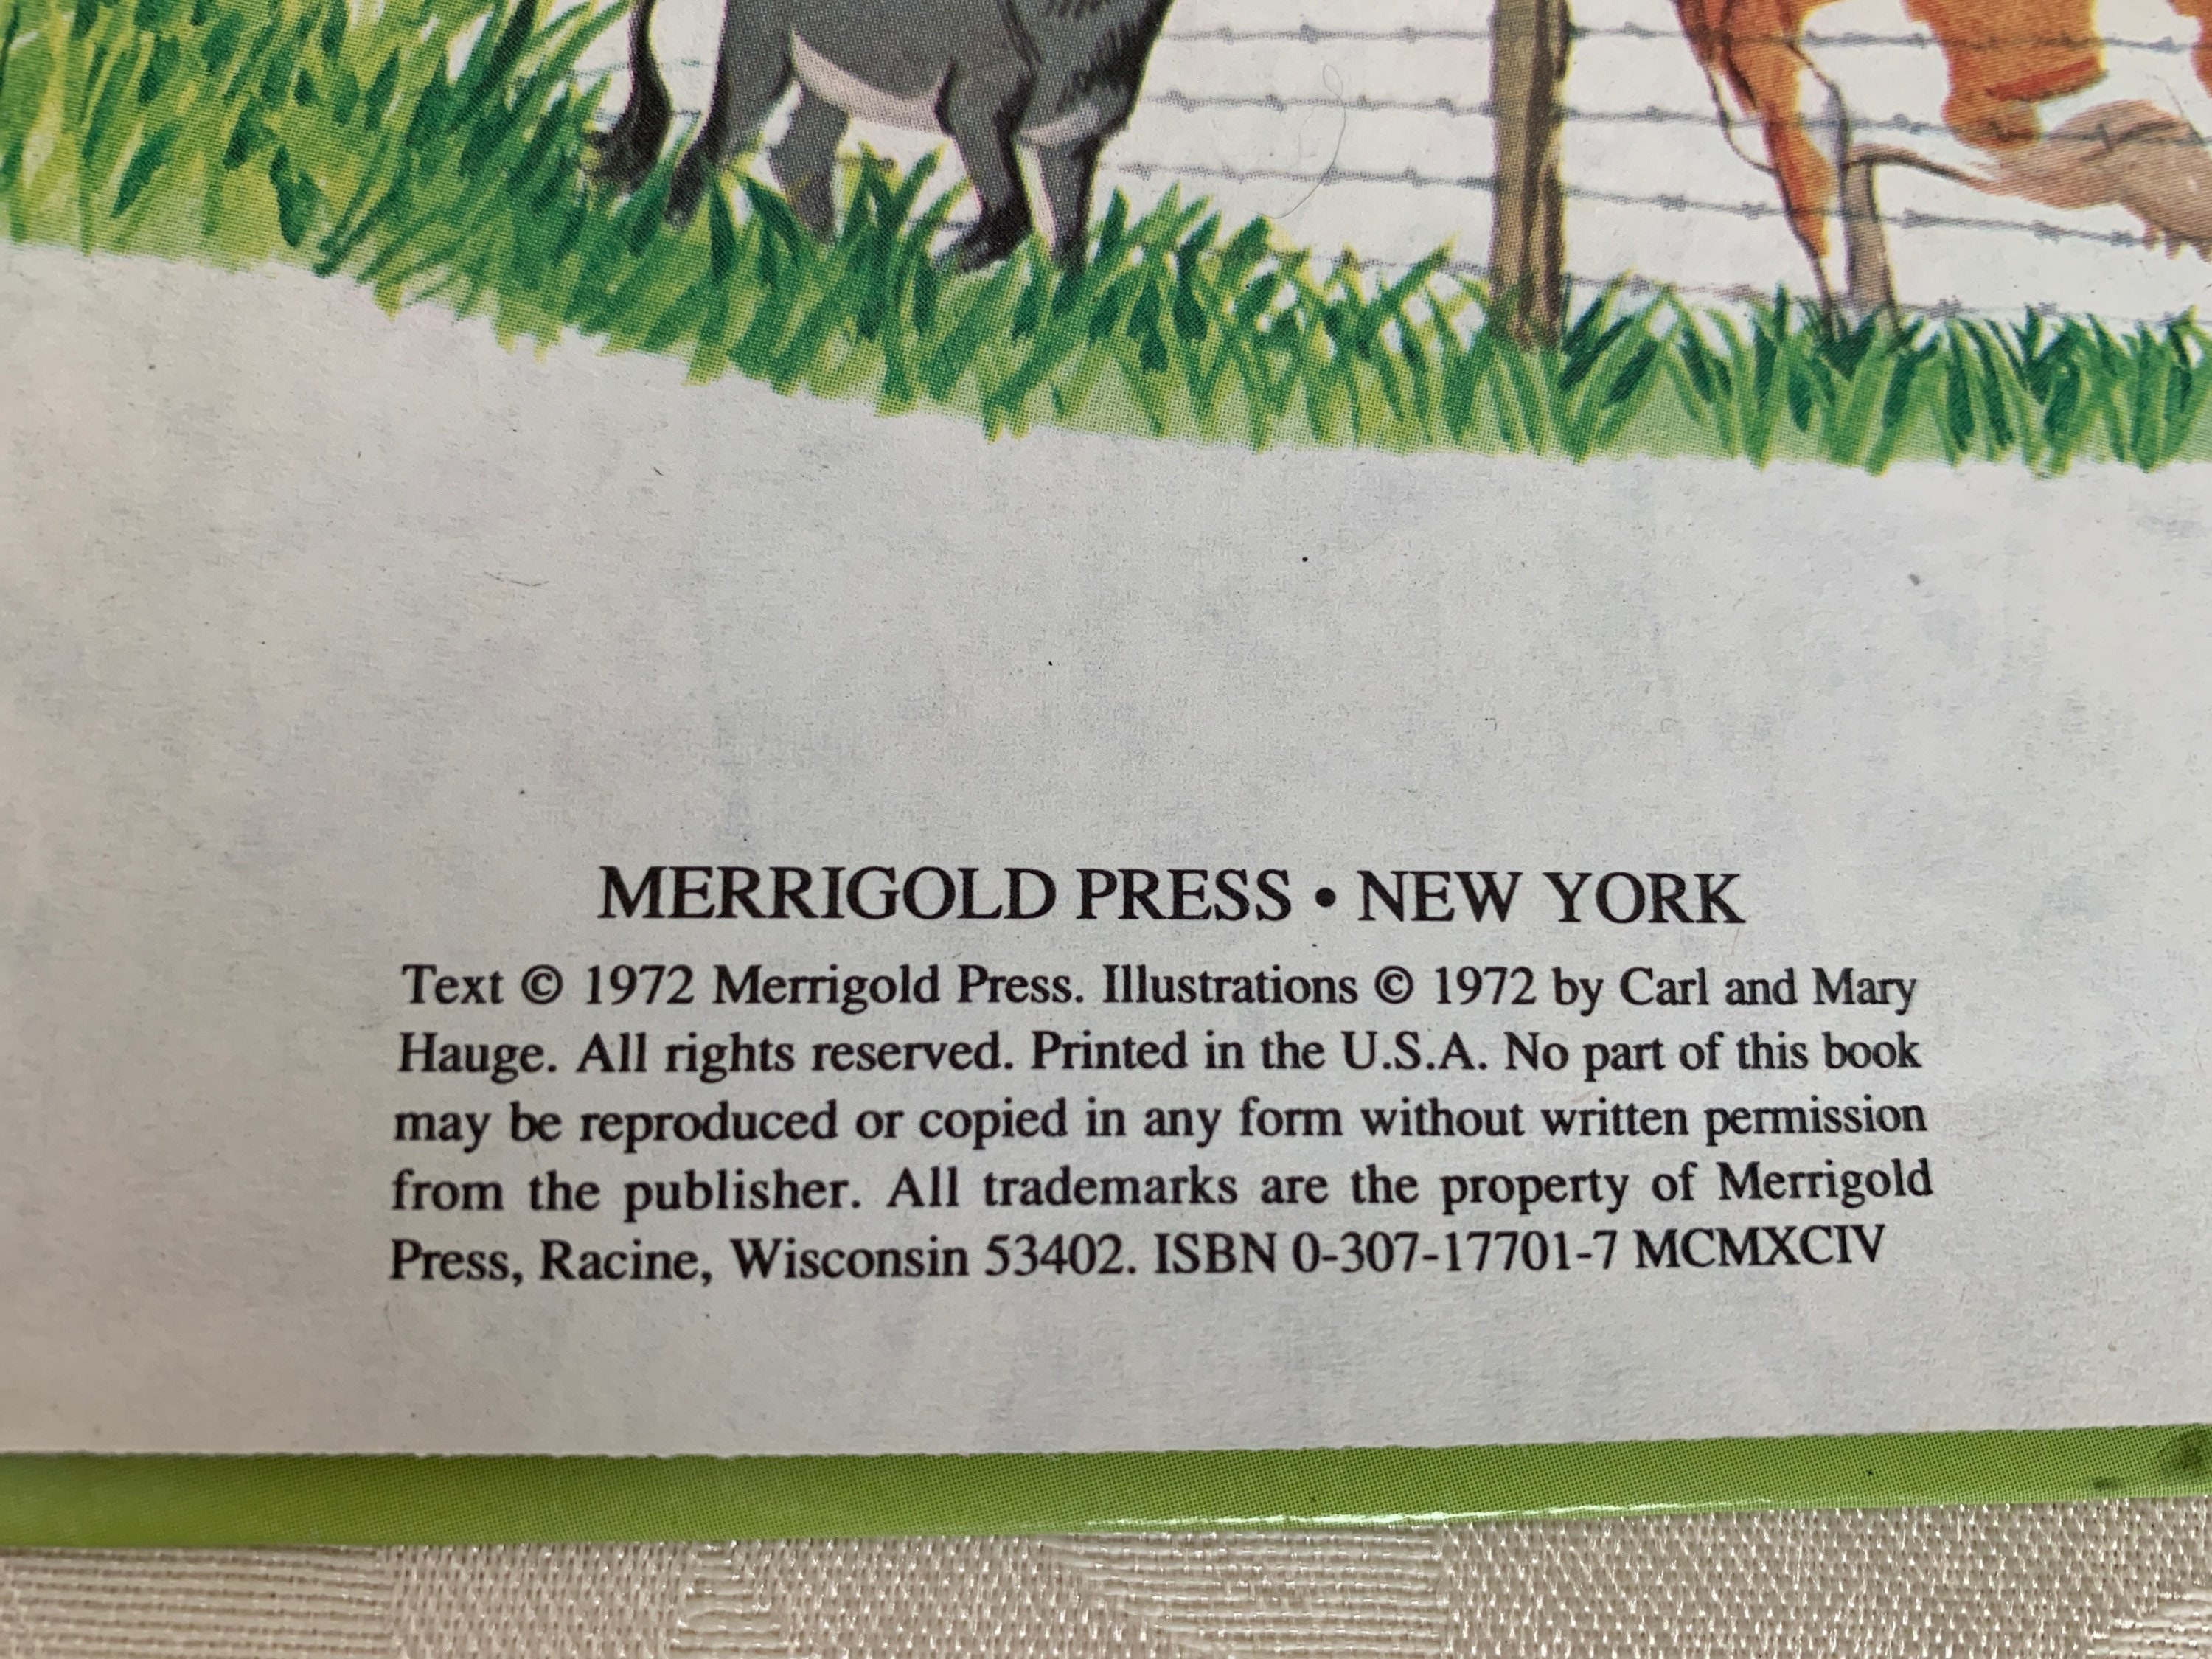 MERRIGOLD PRESS • NEW YORK
Text © 1972 Merrigold Press. Illustrations © 1972 by Carl and Mary
Hauge. All rights reserved. Printed in the U.S.A. No part of this book
may be reproduced or copied in any form without written permission
from the publisher. All trademarks are the property of Merrigold
Press, Racine, Wisconsin 53402. ISBN 0-307-17701-7 MCMXCIV